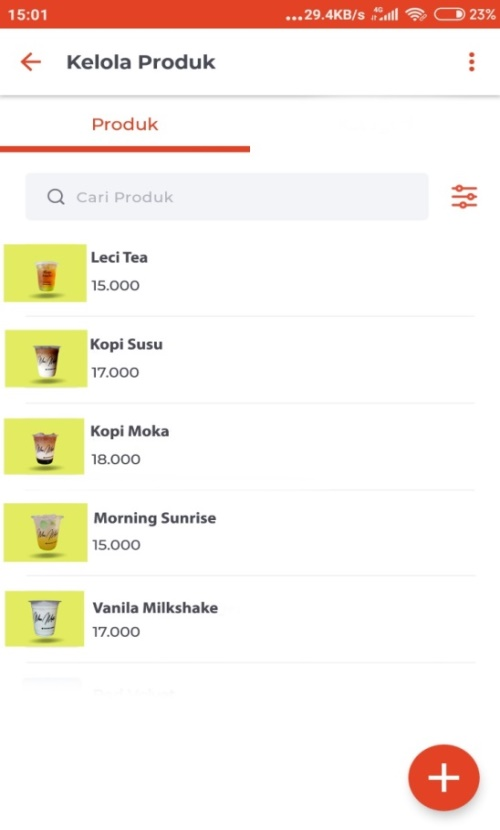 15:01
...29.4KB/s 4G 23%
Kelola Produk
Produk
Cari Produk
Leci Tea
15.000
Kopi Susu
17.000
Kopi Moka
18.000
Morning Sunrise
15.000
Vanila Milkshake
17.000